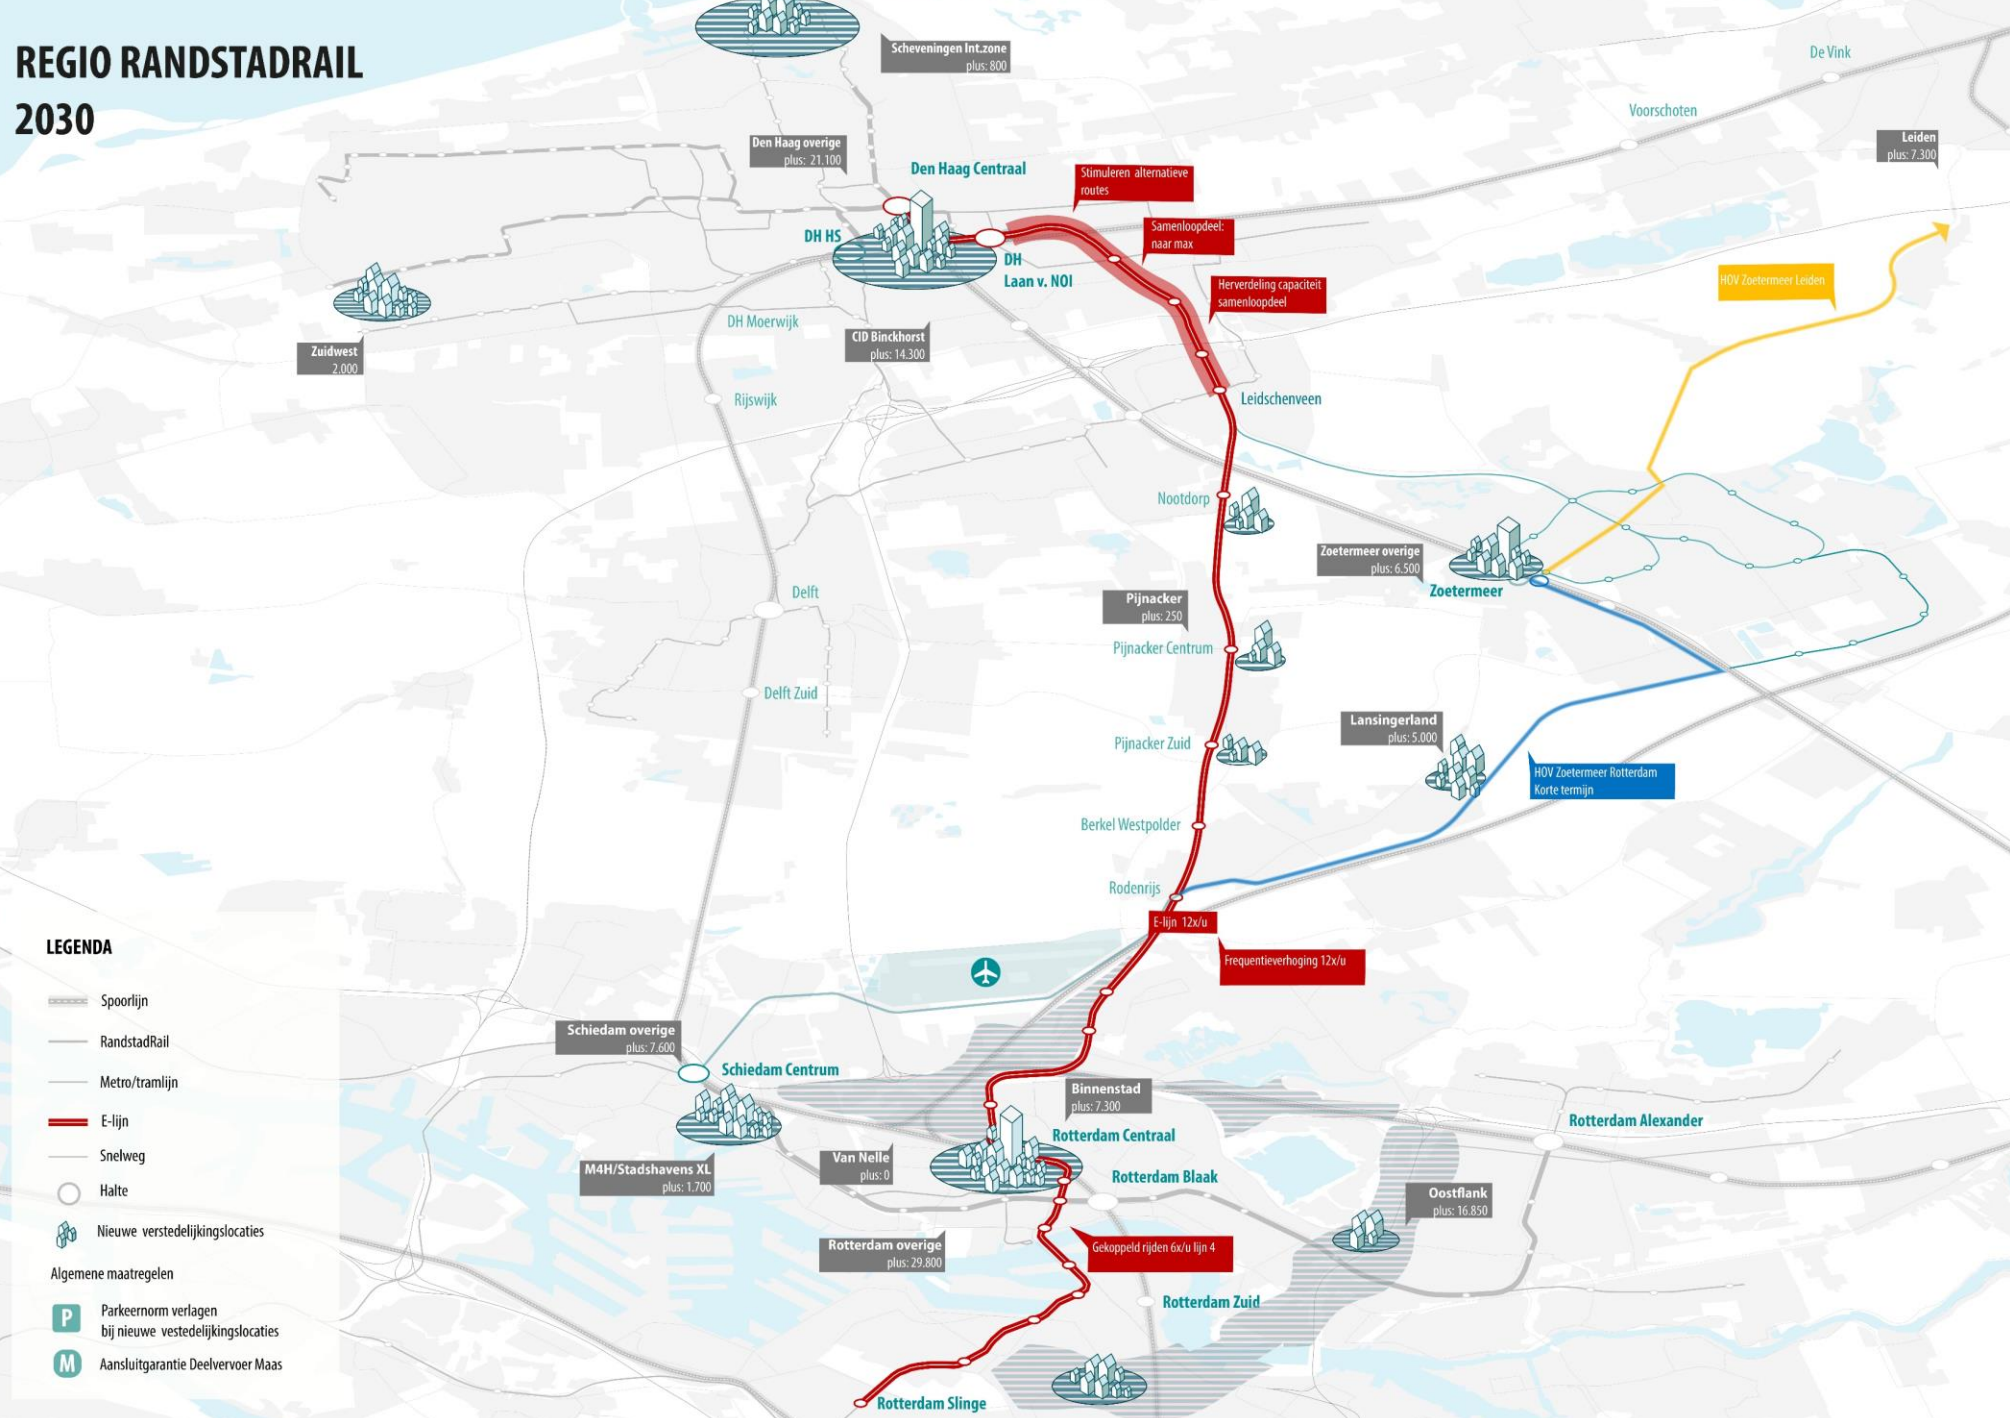 REGIO RANDSTADRAIL
2030
Scheveningen Int.zone
plus: 800
De Vink
Voorschoten
Leiden
plus: 7.300
Den Haag overige
plus: 21.100
Den Haag Centraal
Stimuleren alternatieve
routes
Samenloopdeel:
naar max
DH HS
DH
Laan v. NOI
Herverdeling capaciteit
samenloopdeel
HOV Zoetermeer Leiden
DH Moerwijk
CID Binckhorst
plus: 14.300
Zuidwest
2.000
Rijswijk
Leidschenveen
Nootdorp
Zoetermeer overige
plus: 6.500
Zoetermeer
Delft
Pijnacker
plus: 250
Pijnacker Centrum
Delft Zuid
Lansingerland
plus: 5.000
Pijnacker Zuid
HOV Zoetermeer Rotterdam
Korte termijn
Berkel Westpolder
Rodenrijs
E-lijn 12x/u
Frequentieverhoging 12x/u
LEGENDA
Spoorlijn
RandstadRail
Metro/tramlijn
E-lijn
Snelweg
Halte
Nieuwe verstedelijkingslocaties
Algemene maatregelen
P
Parkeernorm verlagen
bij nieuwe vestedelijkingslocaties
M
Aansluitgarantie Deelvervoer Maas
Schiedam overige
plus: 7.600
Schiedam Centrum
Binnenstad
plus: 7.300
Rotterdam Centraal
Rotterdam Alexander
Van Nelle
plus: 0
M4H/Stadshavens XL
plus: 1.700
Rotterdam Blaak
Oostflank
plus: 16.850
Rotterdam overige
plus: 29.800
Gekoppeld rijden 6x/u lijn 4
Rotterdam Zuid
Rotterdam Slinge